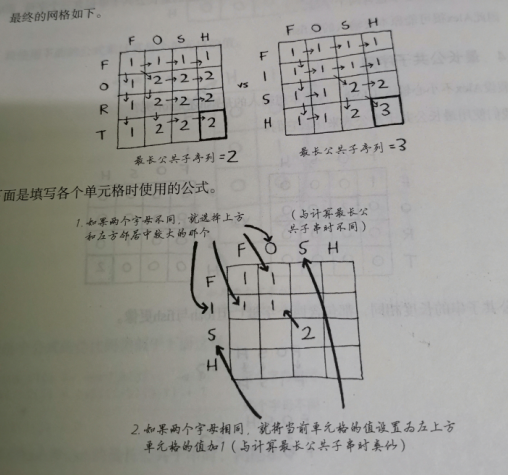 最终的网格如下。
F O S H
F 1 1 1 1
O 1 2 2 2
R 1 2 2 2
T 1 2 2 2
最长公共子序列=2
vs
F O S H
F 1 1 1 1
I 1 1 1 1
S 1 1 2 2
H 1 1 2 3
最长公共子序列=3
面是填写各个单元格时使用的公式。
1.如果两个字母不同,就选择上方
和左方邻居中较大的那个
(与计算最长公
共子串时不同)
F O S H
F 1 1
I 1 1
S 2
H
2.如果两个字母相同,就将当前单元格的值设置为左上方
单元格的值加1(与计算最长公共子串时类似)